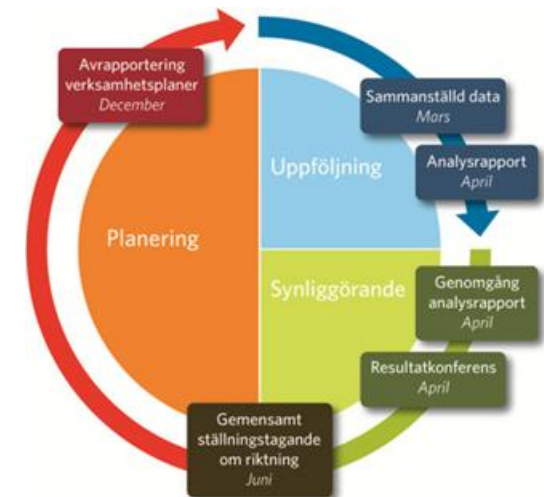 Avrapportering
verksamhetsplaner
December
Sammanställd data
Mars
Analysrapport
April
Uppföljning
Planering
Synliggörande
Genomgång
analysrapport
April
Resultatkonferens
April
Gemensamt
ställningstagande
om riktning
Juni